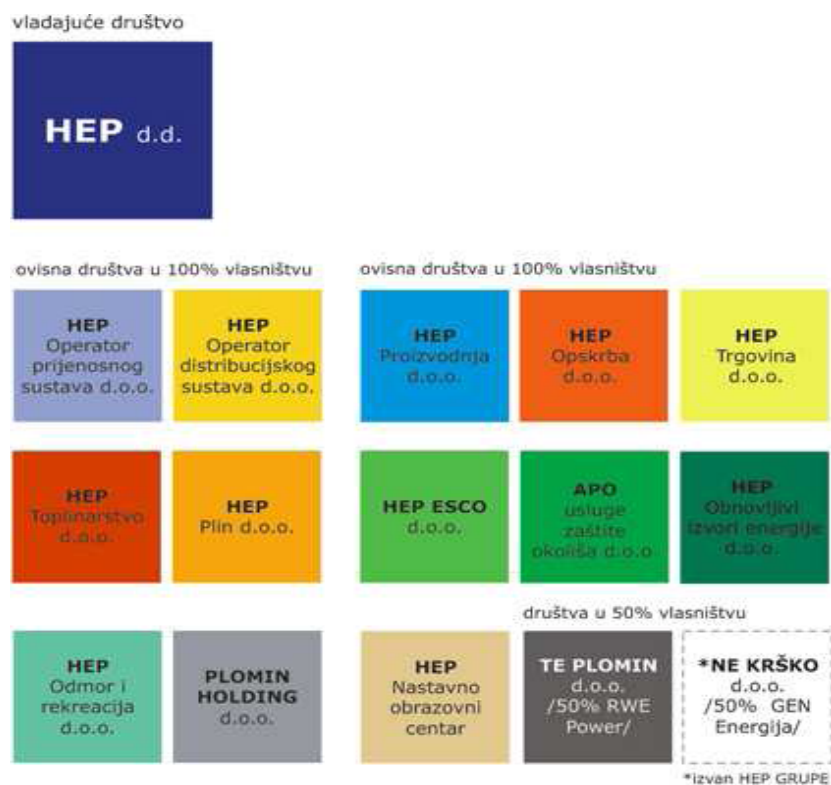 vladajuće društvo
HEP d.d.
ovisna društva u 100% vlasništvu
ovisna društva u 100% vlasništvu
HEP
Operator
prijenosnog
sustava d.o.o.
HEP
Operator
distribucijskog
sustava d.o.o.
HEP
Proizvodnja
d.o.o.
HEP
Opskrba
d.o.o.
HEP
Trgovina
d.o.o.
HEP
Toplinarstvo
d.o.o.
HEP
Plin d.o.o.
HEP ESCO
d.o.o.
APO
usluge
zaštite
okoliša d.o.o
HEP
Obnovljivi
izvori energije
d.o.o.
društva u 50% vlasništvu
HEP
Odmor i
rekreacija
d.o.o.
PLOMIN
HOLDING
d.o.o.
HEP
Nastavno
obrazovni
centar
TE PLOMIN
d.o.o.
/50% RWE
Power/
*NE KRŠKO
d.o.o.
/50% GEN
Energija/
*izvan HEP GRUPE